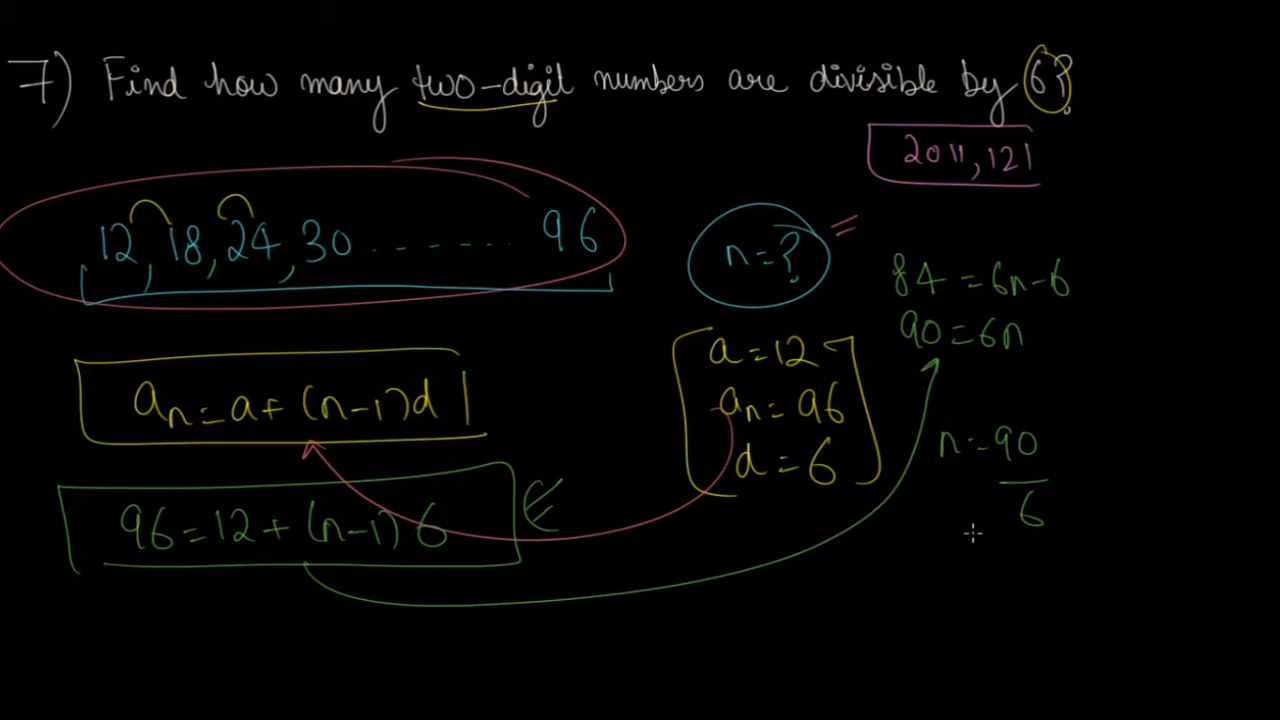 7) Find how many two-digit numbers are divisible by 6?
2011, 121
12, 18, 24, 30 ........ 96
n = ?
84 = 6n - 6
90 = 6n
a = 12
an = 96
d = 6
an = a + (n-1)d
96 = 12 + (n-1) 6
n = 90
6